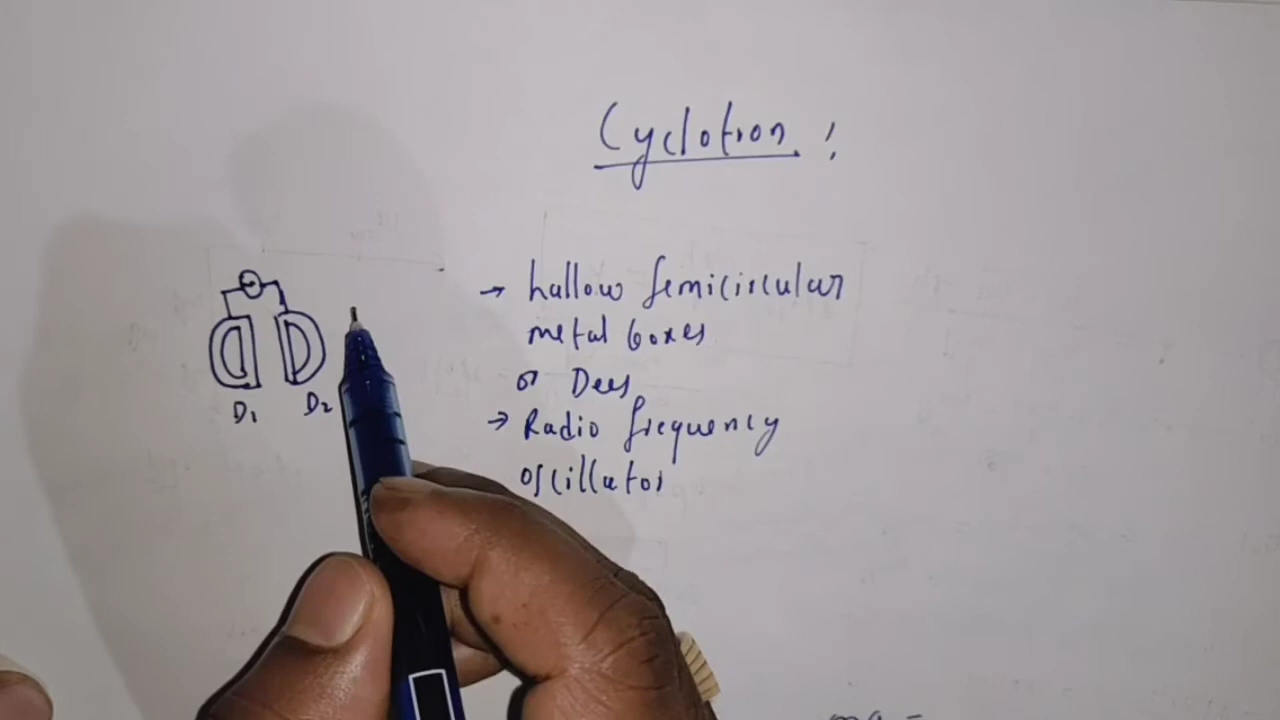 Cyclotron :
→ hallow semicircular
metal boxes
or Dees
→ Radio frequency
oscillator
D1 D2